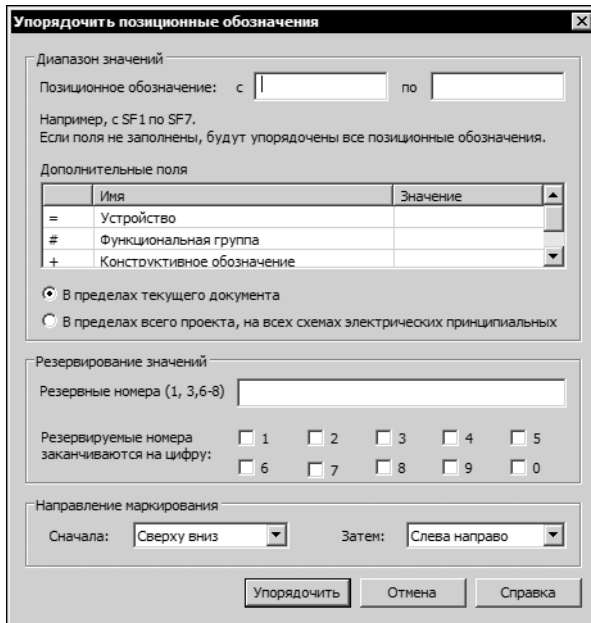 Упорядочить позиционные обозначения
Диапазон значений
Позиционное обозначение: с по
Например, с SF1 по SF7.
Если поля не заполнены, будут упорядочены все позиционные обозначения.
Дополнительные поля
Имя Значение
= Устройство
# Функциональная группа
+ Конструктивное обозначение
В пределах текущего документа
В пределах всего проекта, на всех схемах электрических принципиальных
Резервирование значений
Резервные номера (1, 3,6-8)
Резервируемые номера
заканчиваются на цифру:
1 2 3 4 5
6 7 8 9 0
Направление маркирования
Сначала: Сверху вниз Затем: Слева направо
Упорядочить Отмена Справка